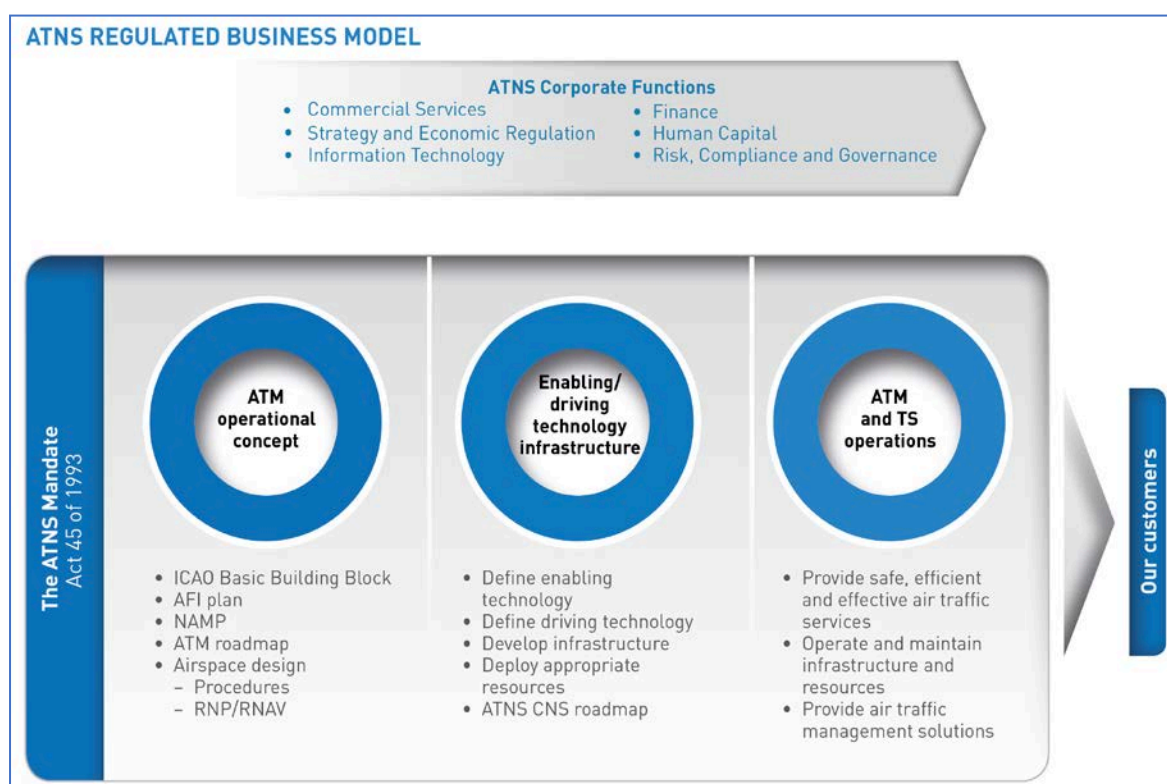 ATNS REGULATED BUSINESS MODEL
ATNS Corporate Functions
• Commercial Services
• Strategy and Economic Regulation
• Information Technology
• Finance
• Human Capital
• Risk, Compliance and Governance
The ATNS Mandate
Act 45 of 1993
ATM
operational
concept
• ICAO Basic Building Block
• AFI plan
• NAMP
• ATM roadmap
• Airspace design
– Procedures
– RNP/RNAV
Enabling/
driving
technology
infrastructure
• Define enabling
technology
• Define driving technology
• Develop infrastructure
• Deploy appropriate
resources
• ATNS CNS roadmap
ATM
and TS
operations
• Provide safe, efficient
and effective air traffic
services
• Operate and maintain
infrastructure and
resources
• Provide air traffic
management solutions
Our customers